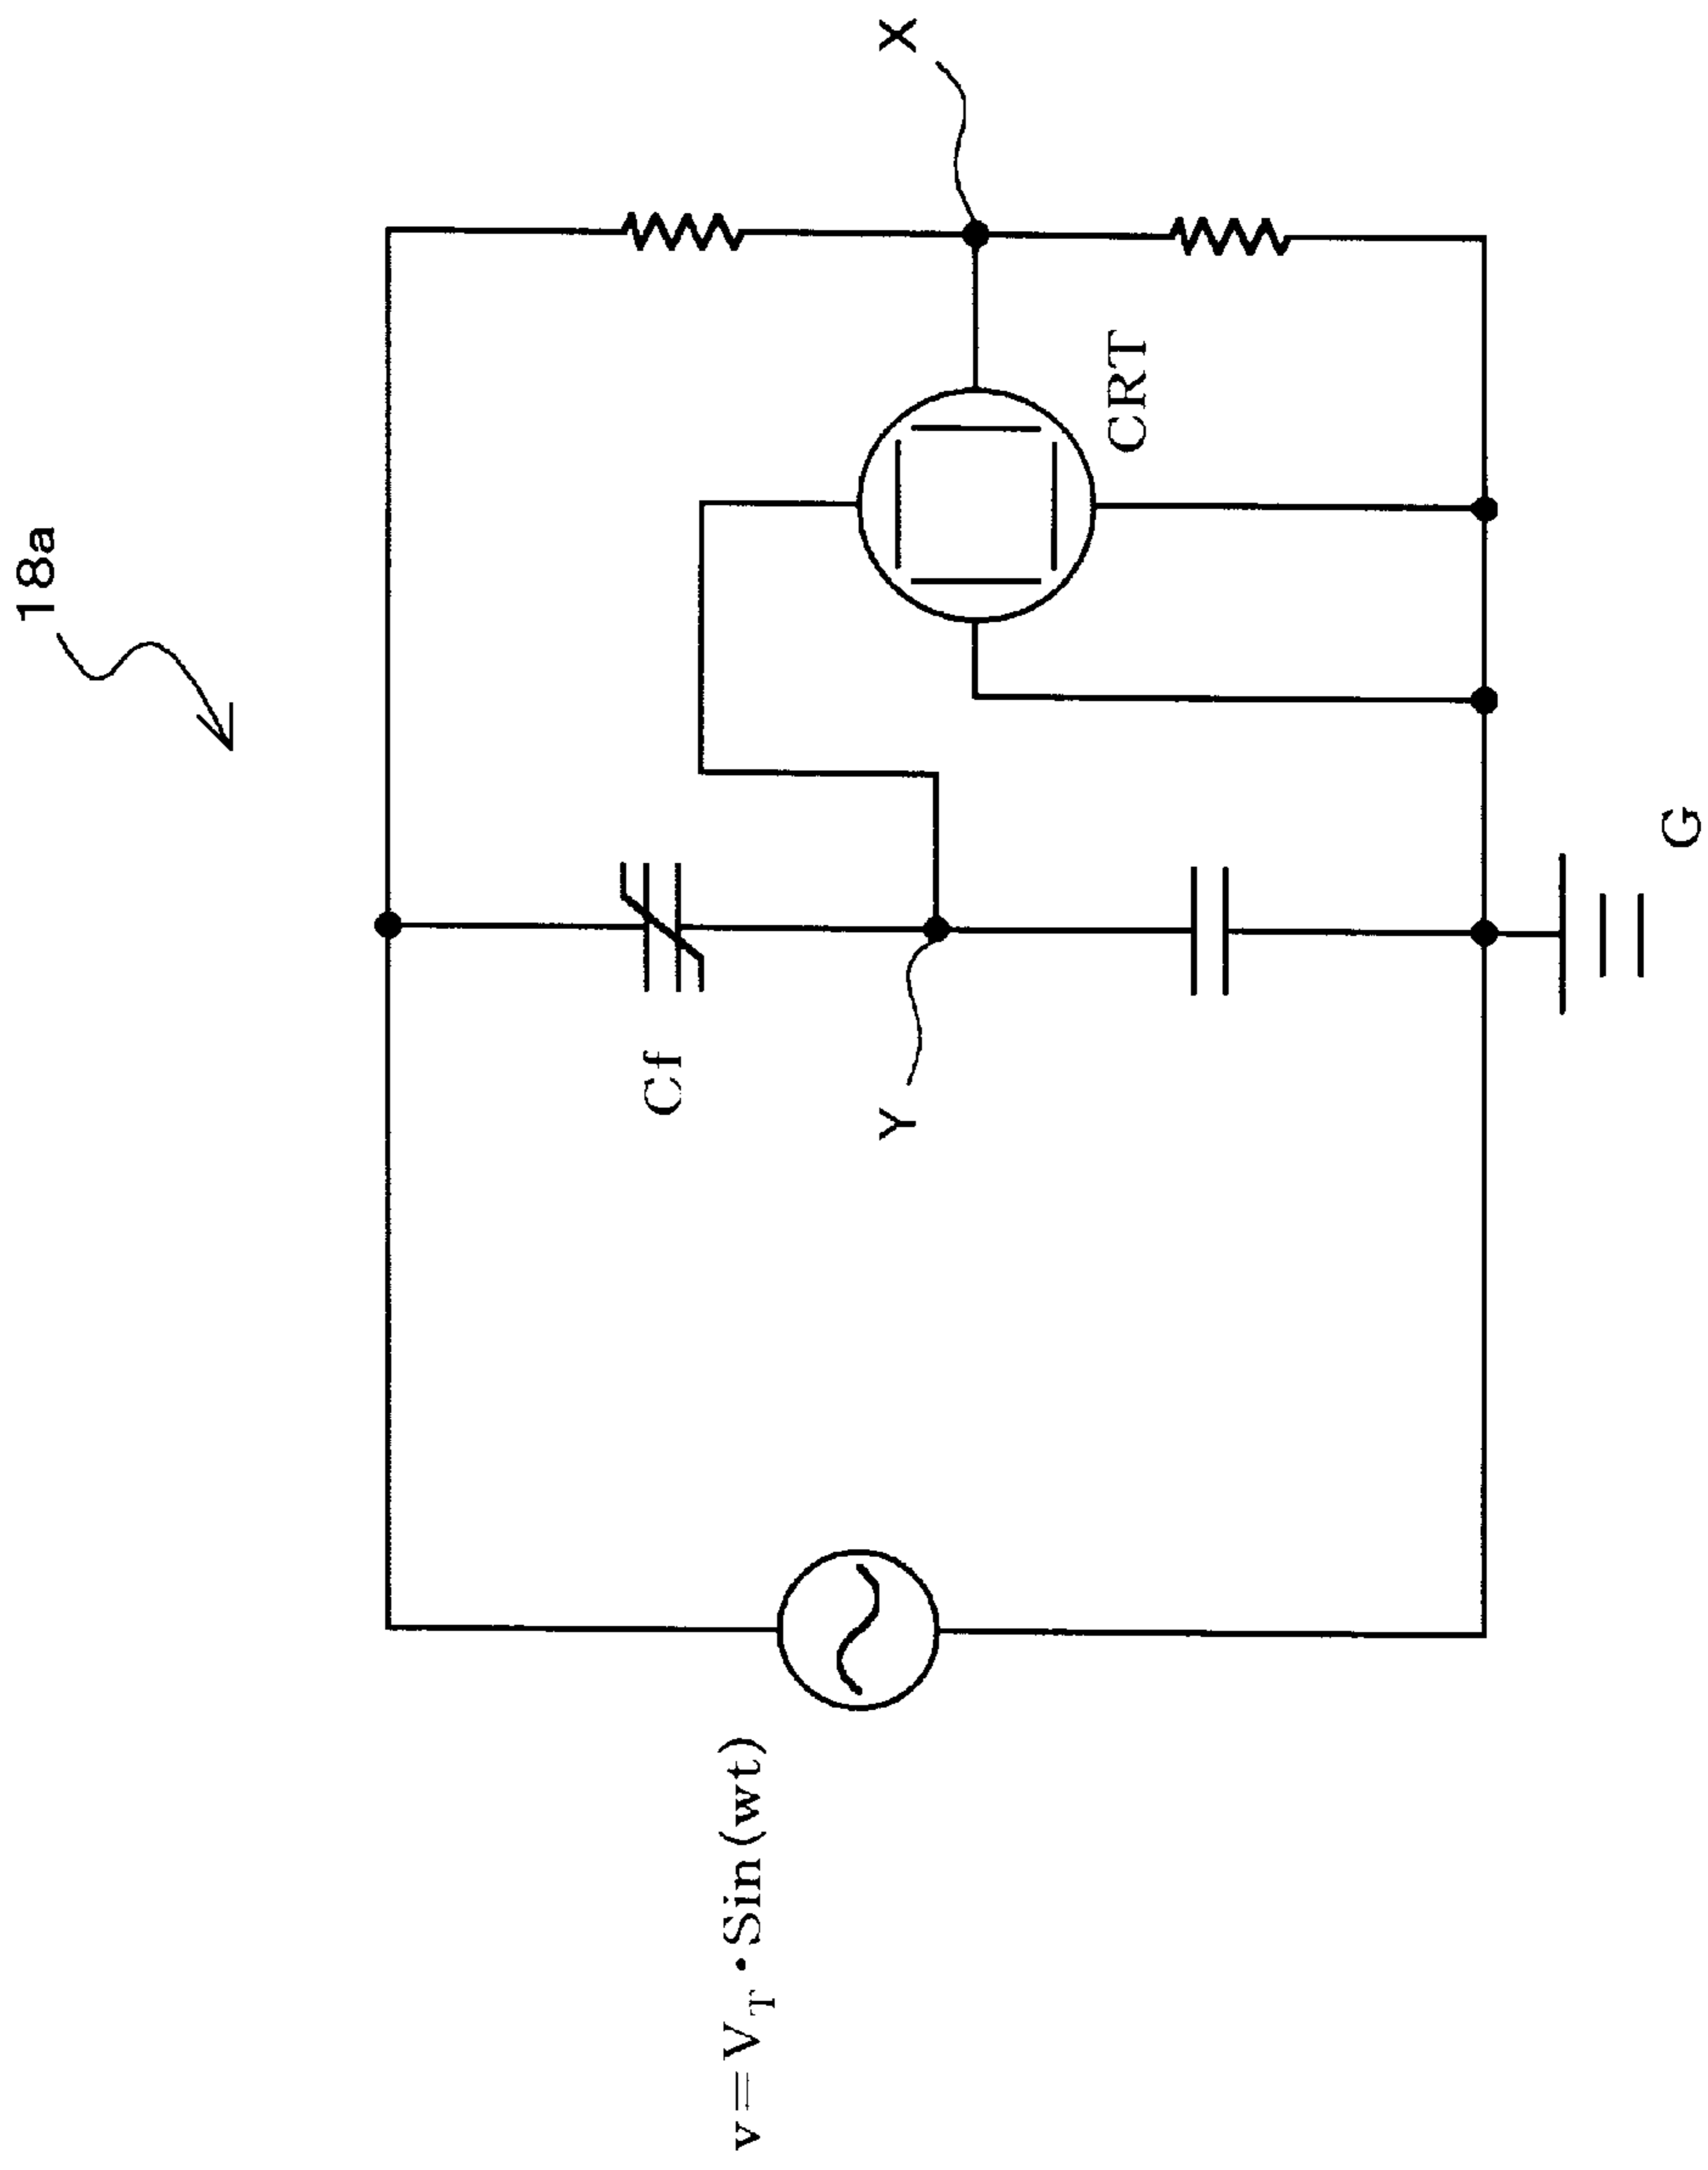 18a
v=V_T・Sin(wt)
Cf
Y
X
CRT
G